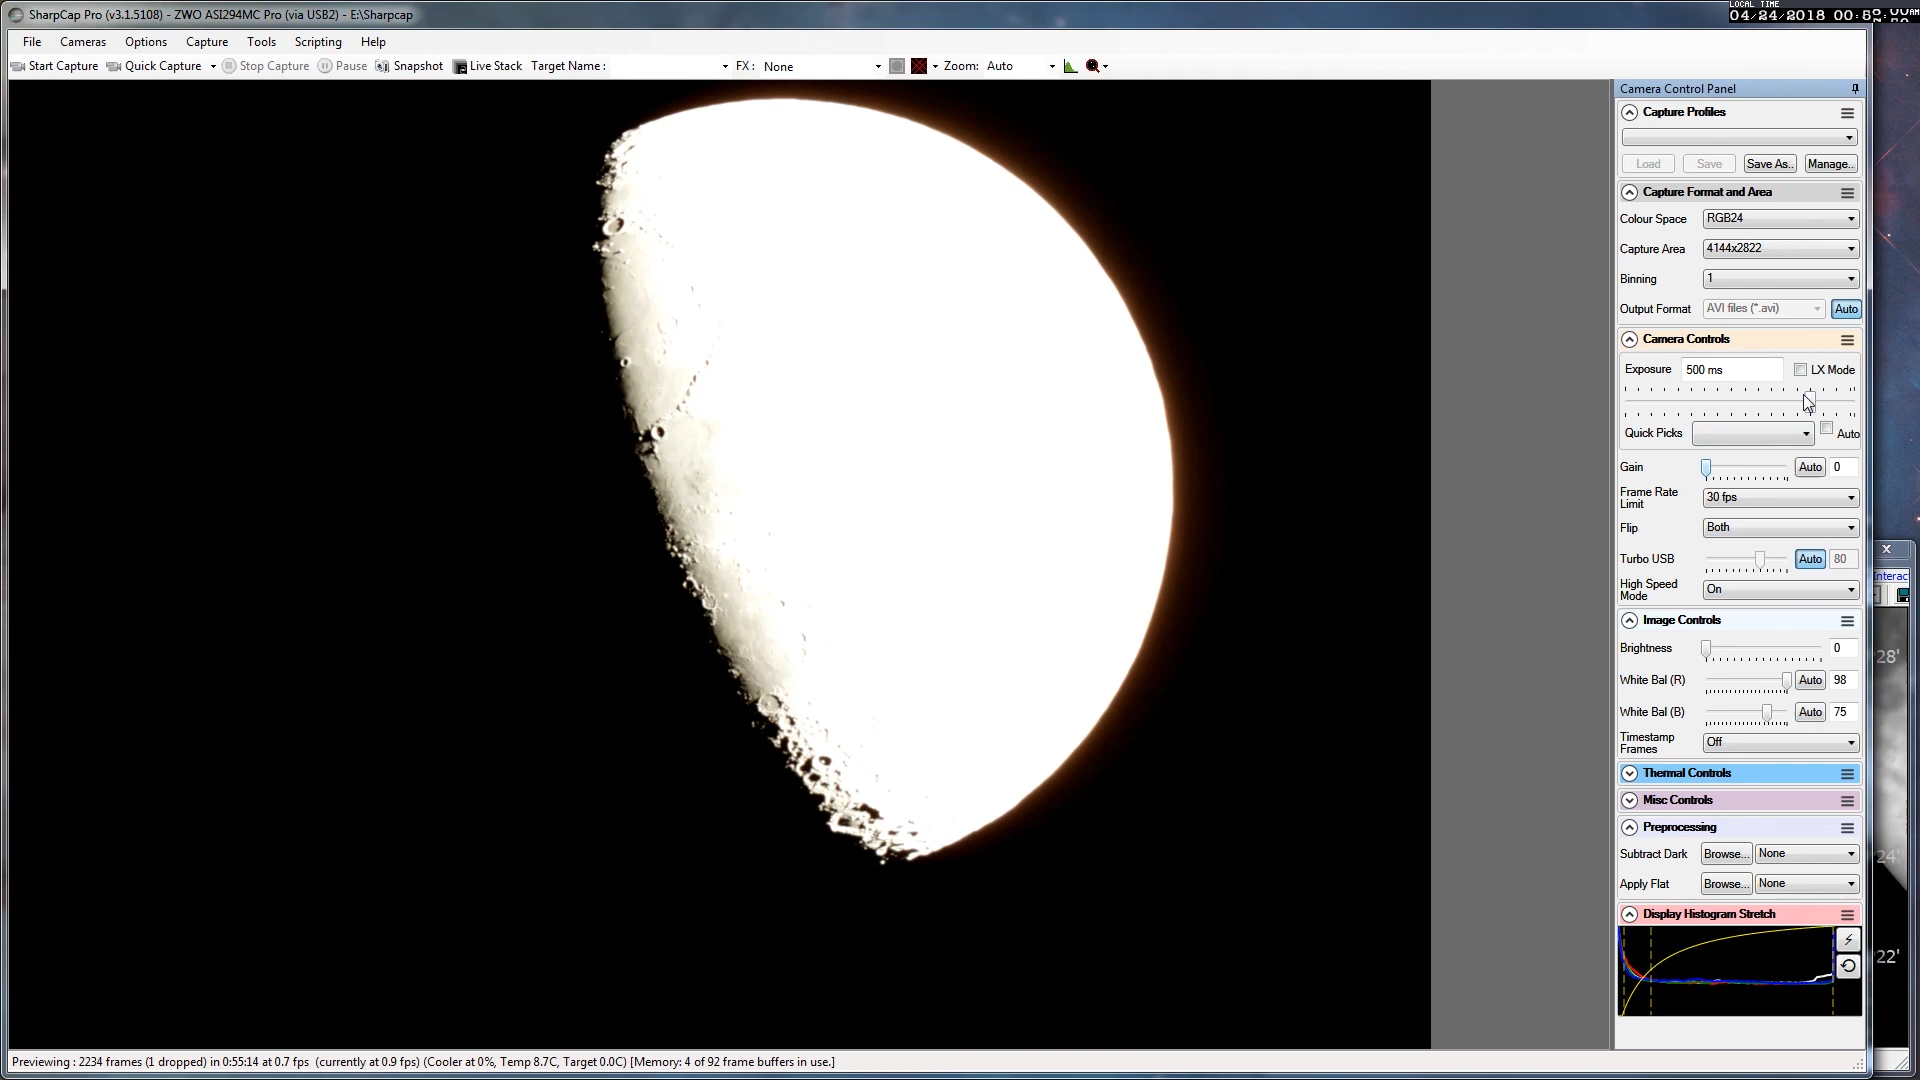 LOCAL TIME
SharpCap Pro (v3.1.5108) - ZWO ASI294MC Pro (via USB2) - E:\Sharpcap
04/24/2018
File Cameras Options Capture Tools Scripting Help
Start Capture Quick Capture Stop Capture Pause Snapshot Live Stack Target Name : FX : None Zoom: Auto
Camera Control Panel
Capture Profiles
Load Save Save As.. Manage..
Capture Format and Area
Colour Space RGB24
Capture Area 4144x2822
Binning 1
Output Format AVI files (*.avi) Auto
Camera Controls
Exposure 500 ms LX Mode
Quick Picks Auto
Gain Auto 0
Frame Rate Limit 30 fps
Flip Both
Turbo USB Auto 80
High Speed Mode On
Image Controls
Brightness 0
White Bal (R) Auto 98
White Bal (B) Auto 75
Timestamp Frames Off
Thermal Controls
Misc Controls
Preprocessing
Subtract Dark Browse... None
Apply Flat Browse... None
Display Histogram Stretch
Interac
28'
24'
22'
Previewing : 2234 frames (1 dropped) in 0:55:14 at 0.7 fps (currently at 0.9 fps) (Cooler at 0%, Temp 8.7C, Target 0.0C) [Memory: 4 of 92 frame buffers in use.]